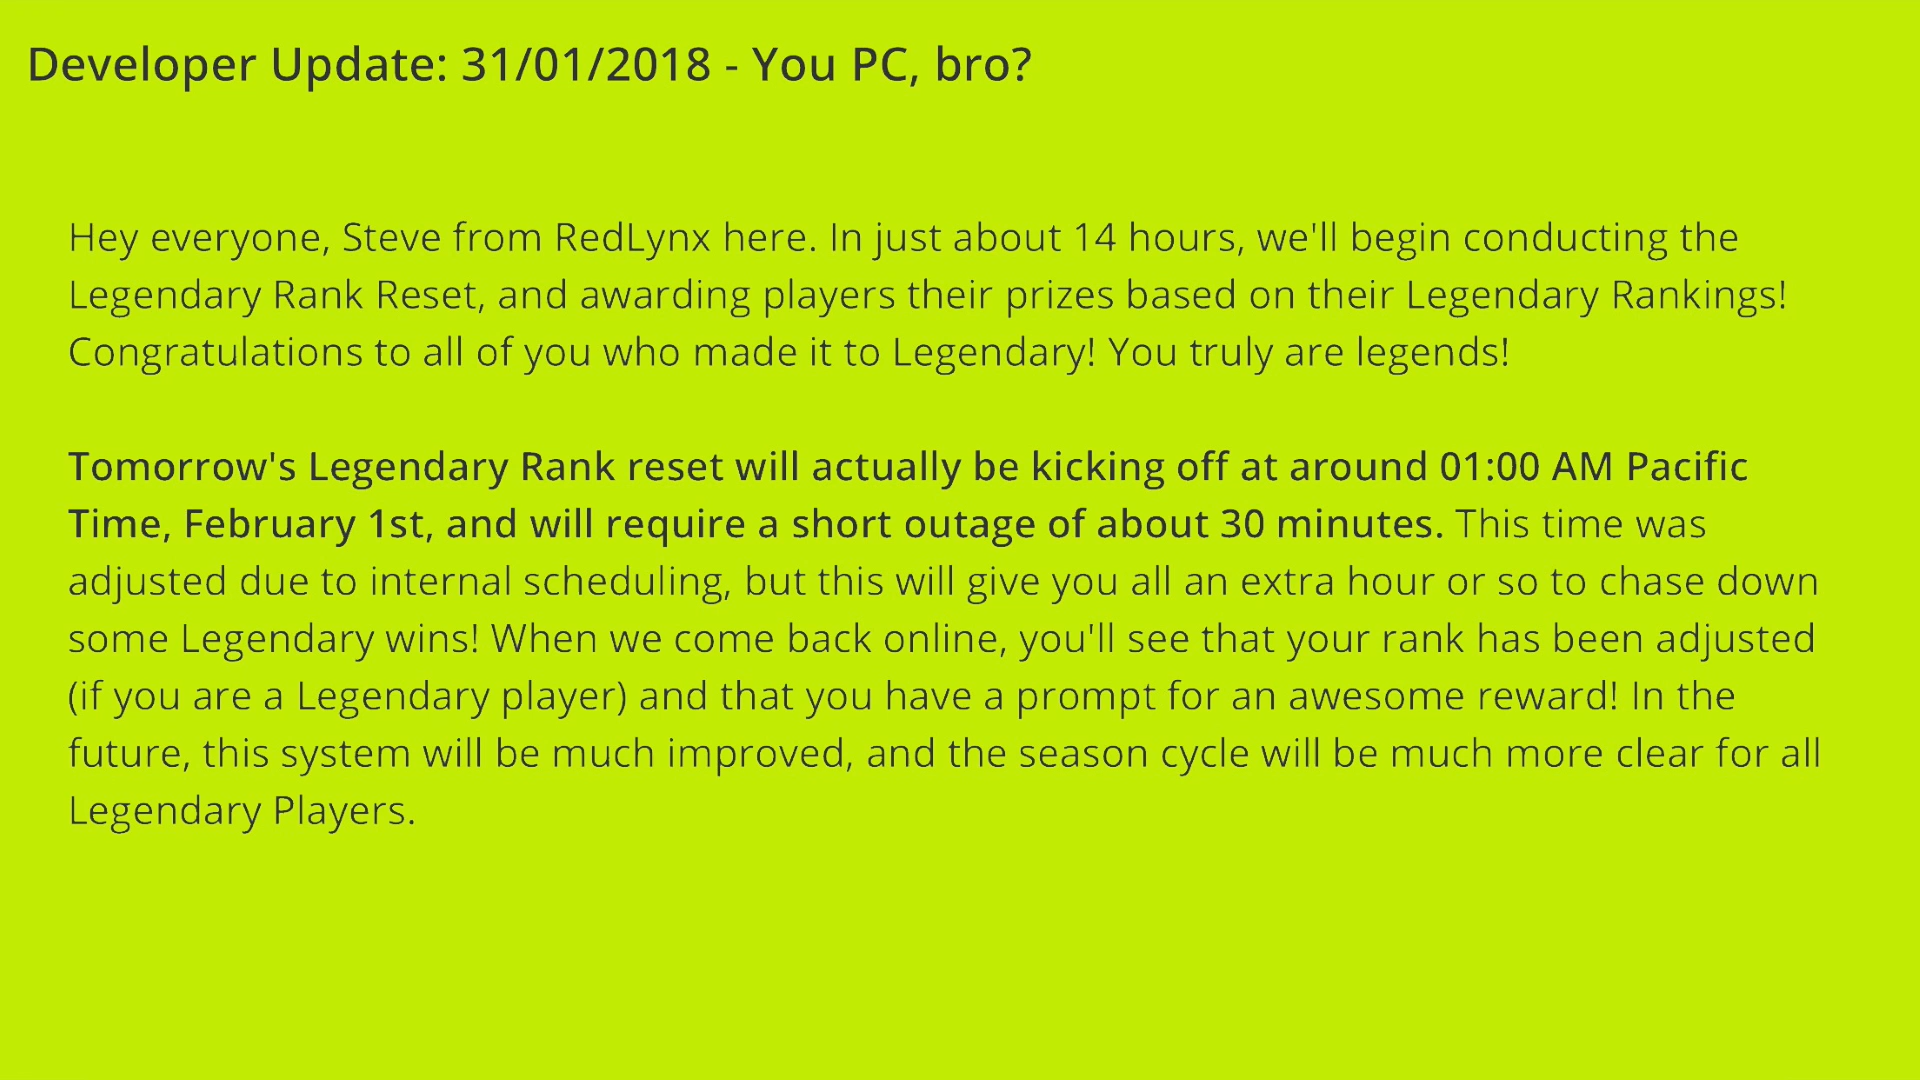 Developer Update: 31/01/2018 - You PC, bro?
Hey everyone, Steve from RedLynx here. In just about 14 hours, we'll begin conducting the
Legendary Rank Reset, and awarding players their prizes based on their Legendary Rankings!
Congratulations to all of you who made it to Legendary! You truly are legends!
Tomorrow's Legendary Rank reset will actually be kicking off at around 01:00 AM Pacific
Time, February 1st, and will require a short outage of about 30 minutes. This time was
adjusted due to internal scheduling, but this will give you all an extra hour or so to chase down
some Legendary wins! When we come back online, you'll see that your rank has been adjusted
(if you are a Legendary player) and that you have a prompt for an awesome reward! In the
future, this system will be much improved, and the season cycle will be much more clear for all
Legendary Players.